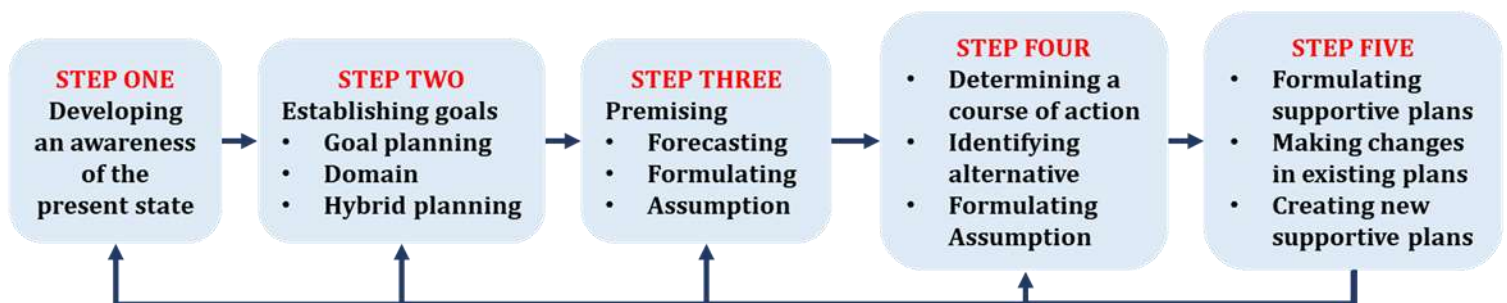 STEP ONE
Developing
an awareness
of the
present state
STEP TWO
Establishing goals
• Goal planning
• Domain
• Hybrid planning
STEP THREE
Premising
• Forecasting
• Formulating
• Assumption
STEP FOUR
• Determining a
course of action
• Identifying
alternative
• Formulating
Assumption
STEP FIVE
• Formulating
supportive plans
• Making changes
in existing plans
• Creating new
supportive plans